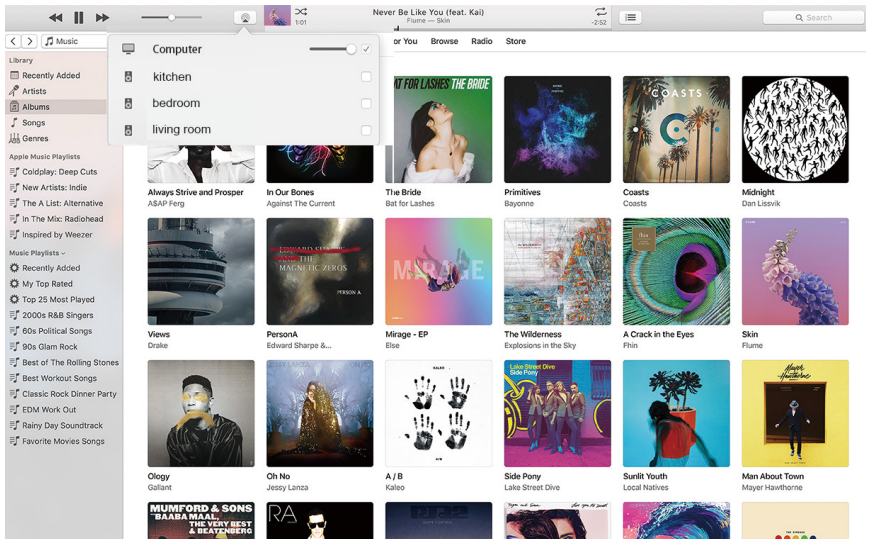 1:01
Never Be Like You (feat. Kai)
Flume — Skin
-2:52
Search
Music
or You Browse Radio Store
Computer
kitchen
bedroom
living room
Library
Recently Added
Artists
Albums
Songs
Genres
Apple Music Playlists
Coldplay: Deep Cuts
New Artists: Indie
The A List: Alternative
In The Mix: Radiohead
Inspired by Weezer
Music Playlists
Recently Added
My Top Rated
Top 25 Most Played
2000s R&B Singers
60s Political Songs
90s Glam Rock
Best of The Rolling Stones
Best Workout Songs
Classic Rock Dinner Party
EDM Work Out
Rainy Day Soundtrack
Favorite Movies Songs
AT FOR LASHES THE BRIDE
COASTS
Always Strive and Prosper
A$AP Ferg
In Our Bones
Against The Current
The Bride
Bat for Lashes
Primitives
Bayonne
Coasts
Coasts
Midnight
Dan Lissvik
EDWARD SHARPE
AND THE
MAGNETIC ZEROS
PERSON A
MIRAGE
fhin
Views
Drake
PersonA
Edward Sharpe &...
Mirage - EP
Else
The Wilderness
Explosions in the Sky
A Crack in the Eyes
Fhin
Skin
Flume
JESSY LANZA OH NO
KALEO
A/B
Lake Street Dive
Side Pony
Mayer
Hawthorne
Ology
Gallant
Oh No
Jessy Lanza
A / B
Kaleo
Side Pony
Lake Street Dive
Sunlit Youth
Local Natives
Man About Town
Mayer Hawthorne
MUMFORD & SONS
BAABA MAAL,
THE VERY BEST
& BEATENBERG
RA